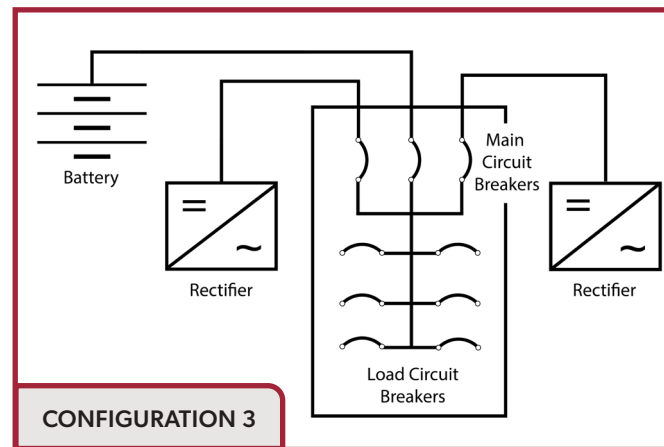 Battery
Main
Circuit
Breakers
=
~
Rectifier
=
~
Rectifier
Load Circuit
Breakers
CONFIGURATION 3